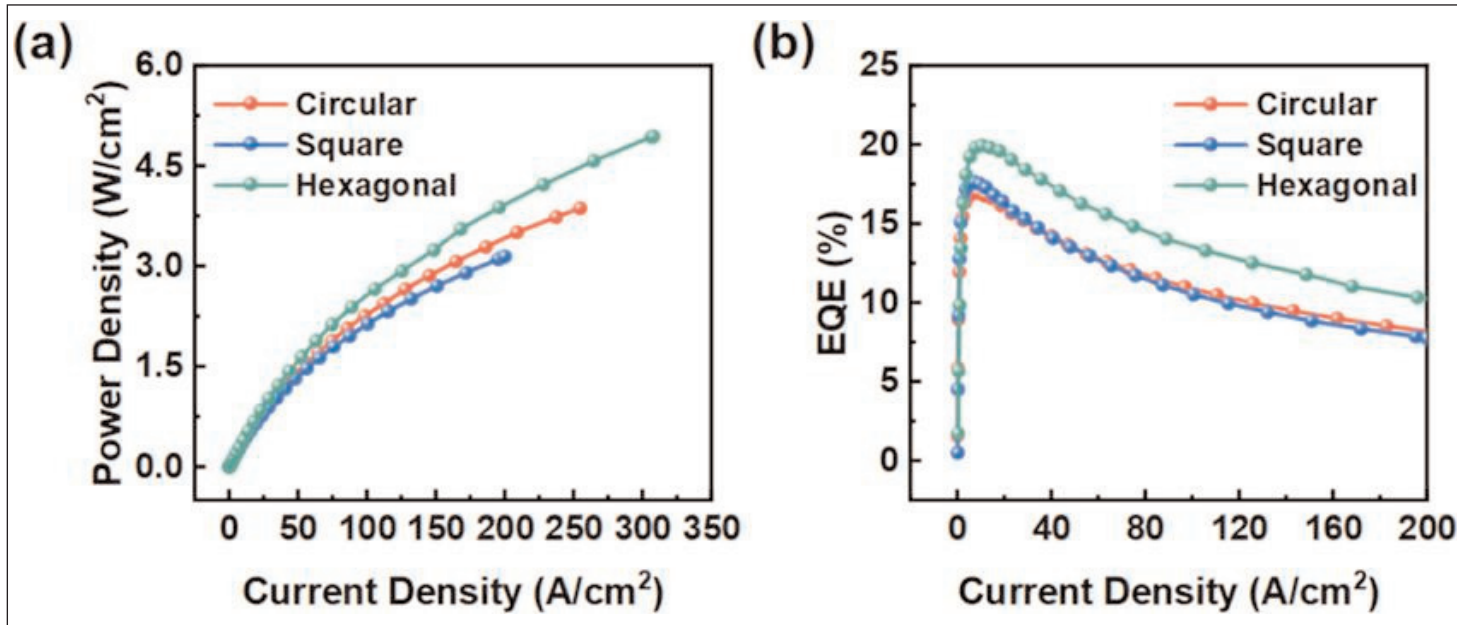 (a)
Power Density (W/cm²)
6.0
4.5
3.0
1.5
0.0
Circular
Square
Hexagonal
0 50 100 150 200 250 300 350
Current Density (A/cm²)
(b)
EQE (%)
25
20
15
10
5
0
Circular
Square
Hexagonal
0 40 80 120 160 200
Current Density (A/cm²)